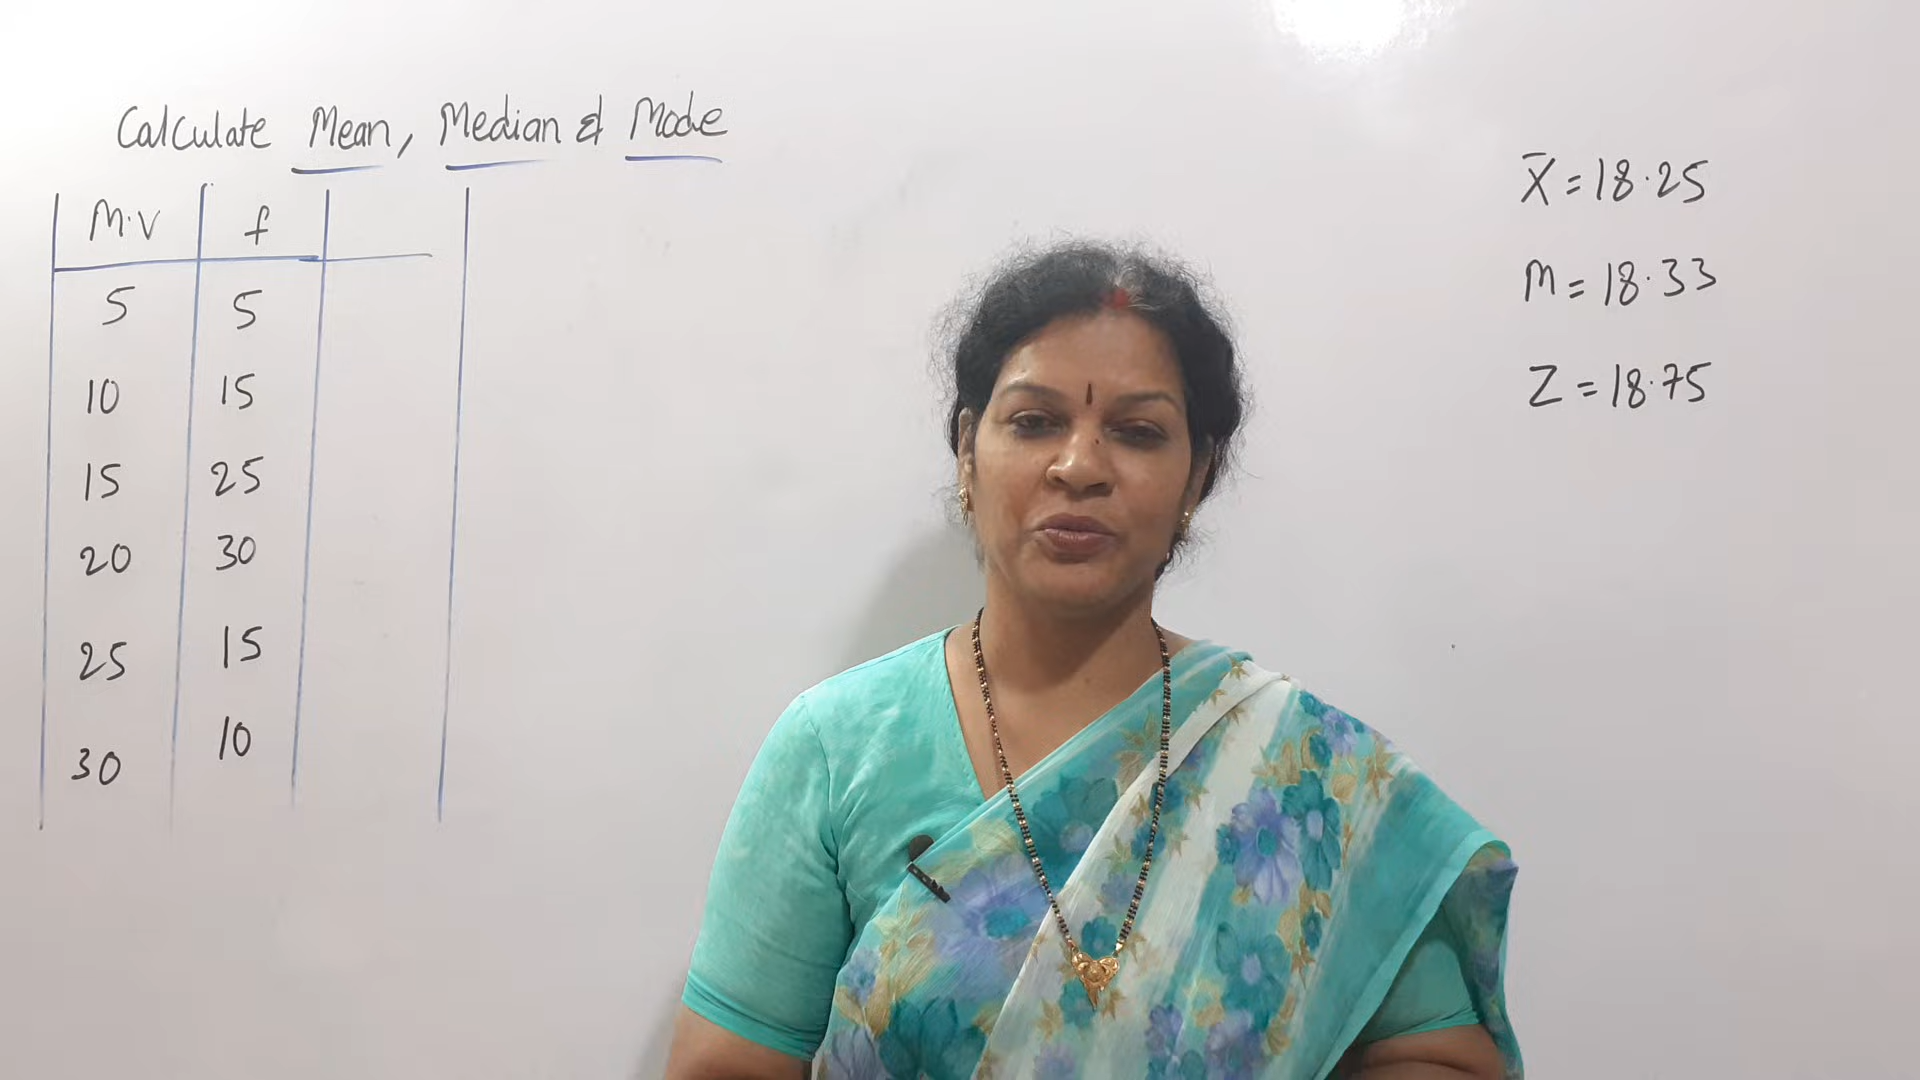 Calculate Mean, Median & Mode
M.V f
5 5
10 15
15 25
20 30
25 15
30 10
X̄ = 18.25
M = 18.33
Z = 18.75